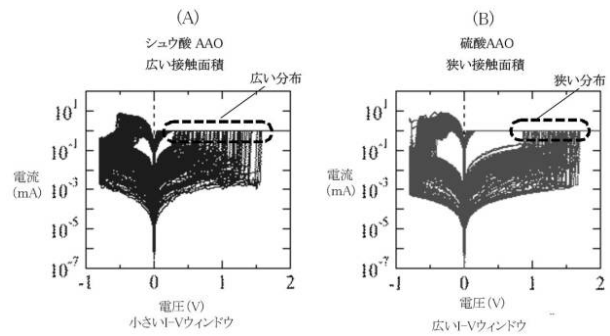 (A)
シュウ酸 AAO
広い接触面積
広い分布
10¹
10⁻¹
10⁻³
10⁻⁵
10⁻⁷
電流
(mA)
-1 0 1 2
電圧(V)
小さいI-Vウィンドウ
(B)
硫酸AAO
狭い接触面積
狭い分布
10¹
10⁻¹
10⁻³
10⁻⁵
10⁻⁷
電流
(mA)
-1 0 1 2
電圧(V)
広いI-Vウィンドウ